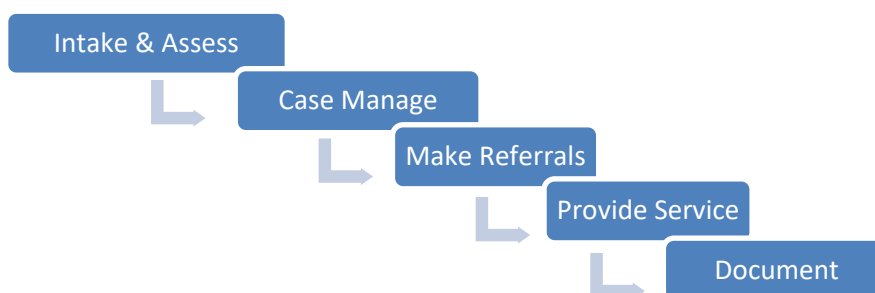 Intake & Assess
Case Manage
Make Referrals
Provide Service
Document